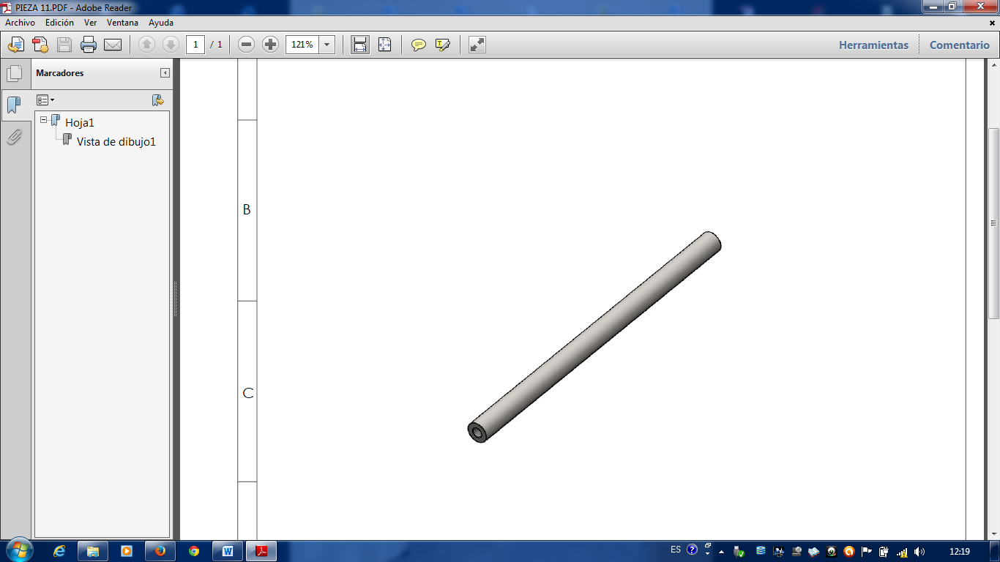 PIEZA 11.PDF - Adobe Reader
Archivo Edición Ver Ventana Ayuda
1 / 1 121% Herramientas Comentario
Marcadores
Hoja1
Vista de dibujo1
B
C
ES 12:19